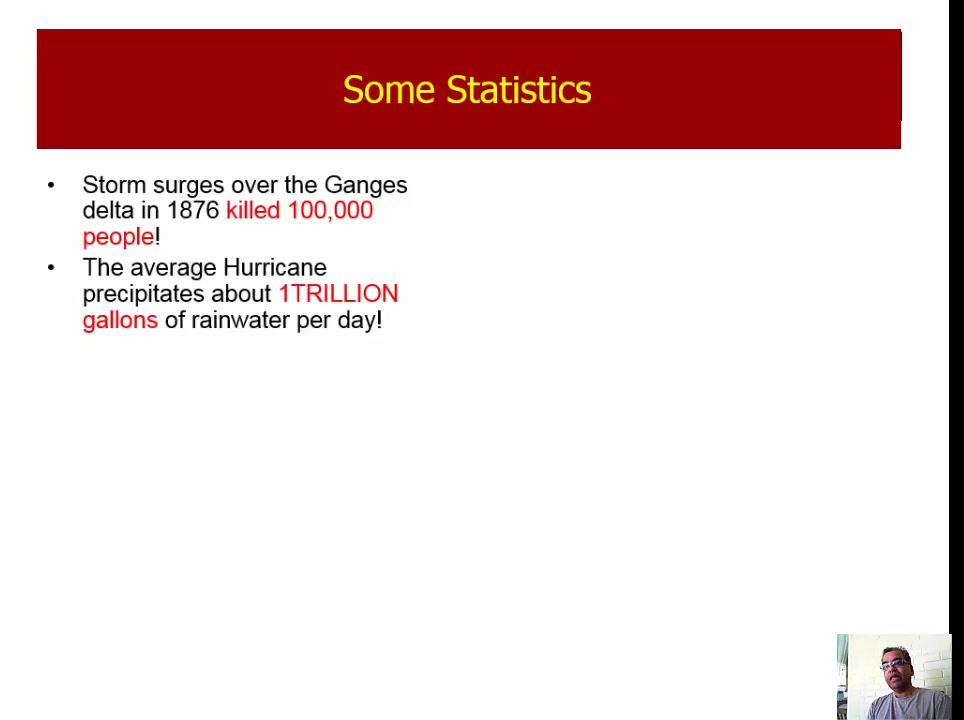 Some Statistics
• Storm surges over the Ganges
delta in 1876 killed 100,000
people!
• The average Hurricane
precipitates about 1TRILLION
gallons of rainwater per day!